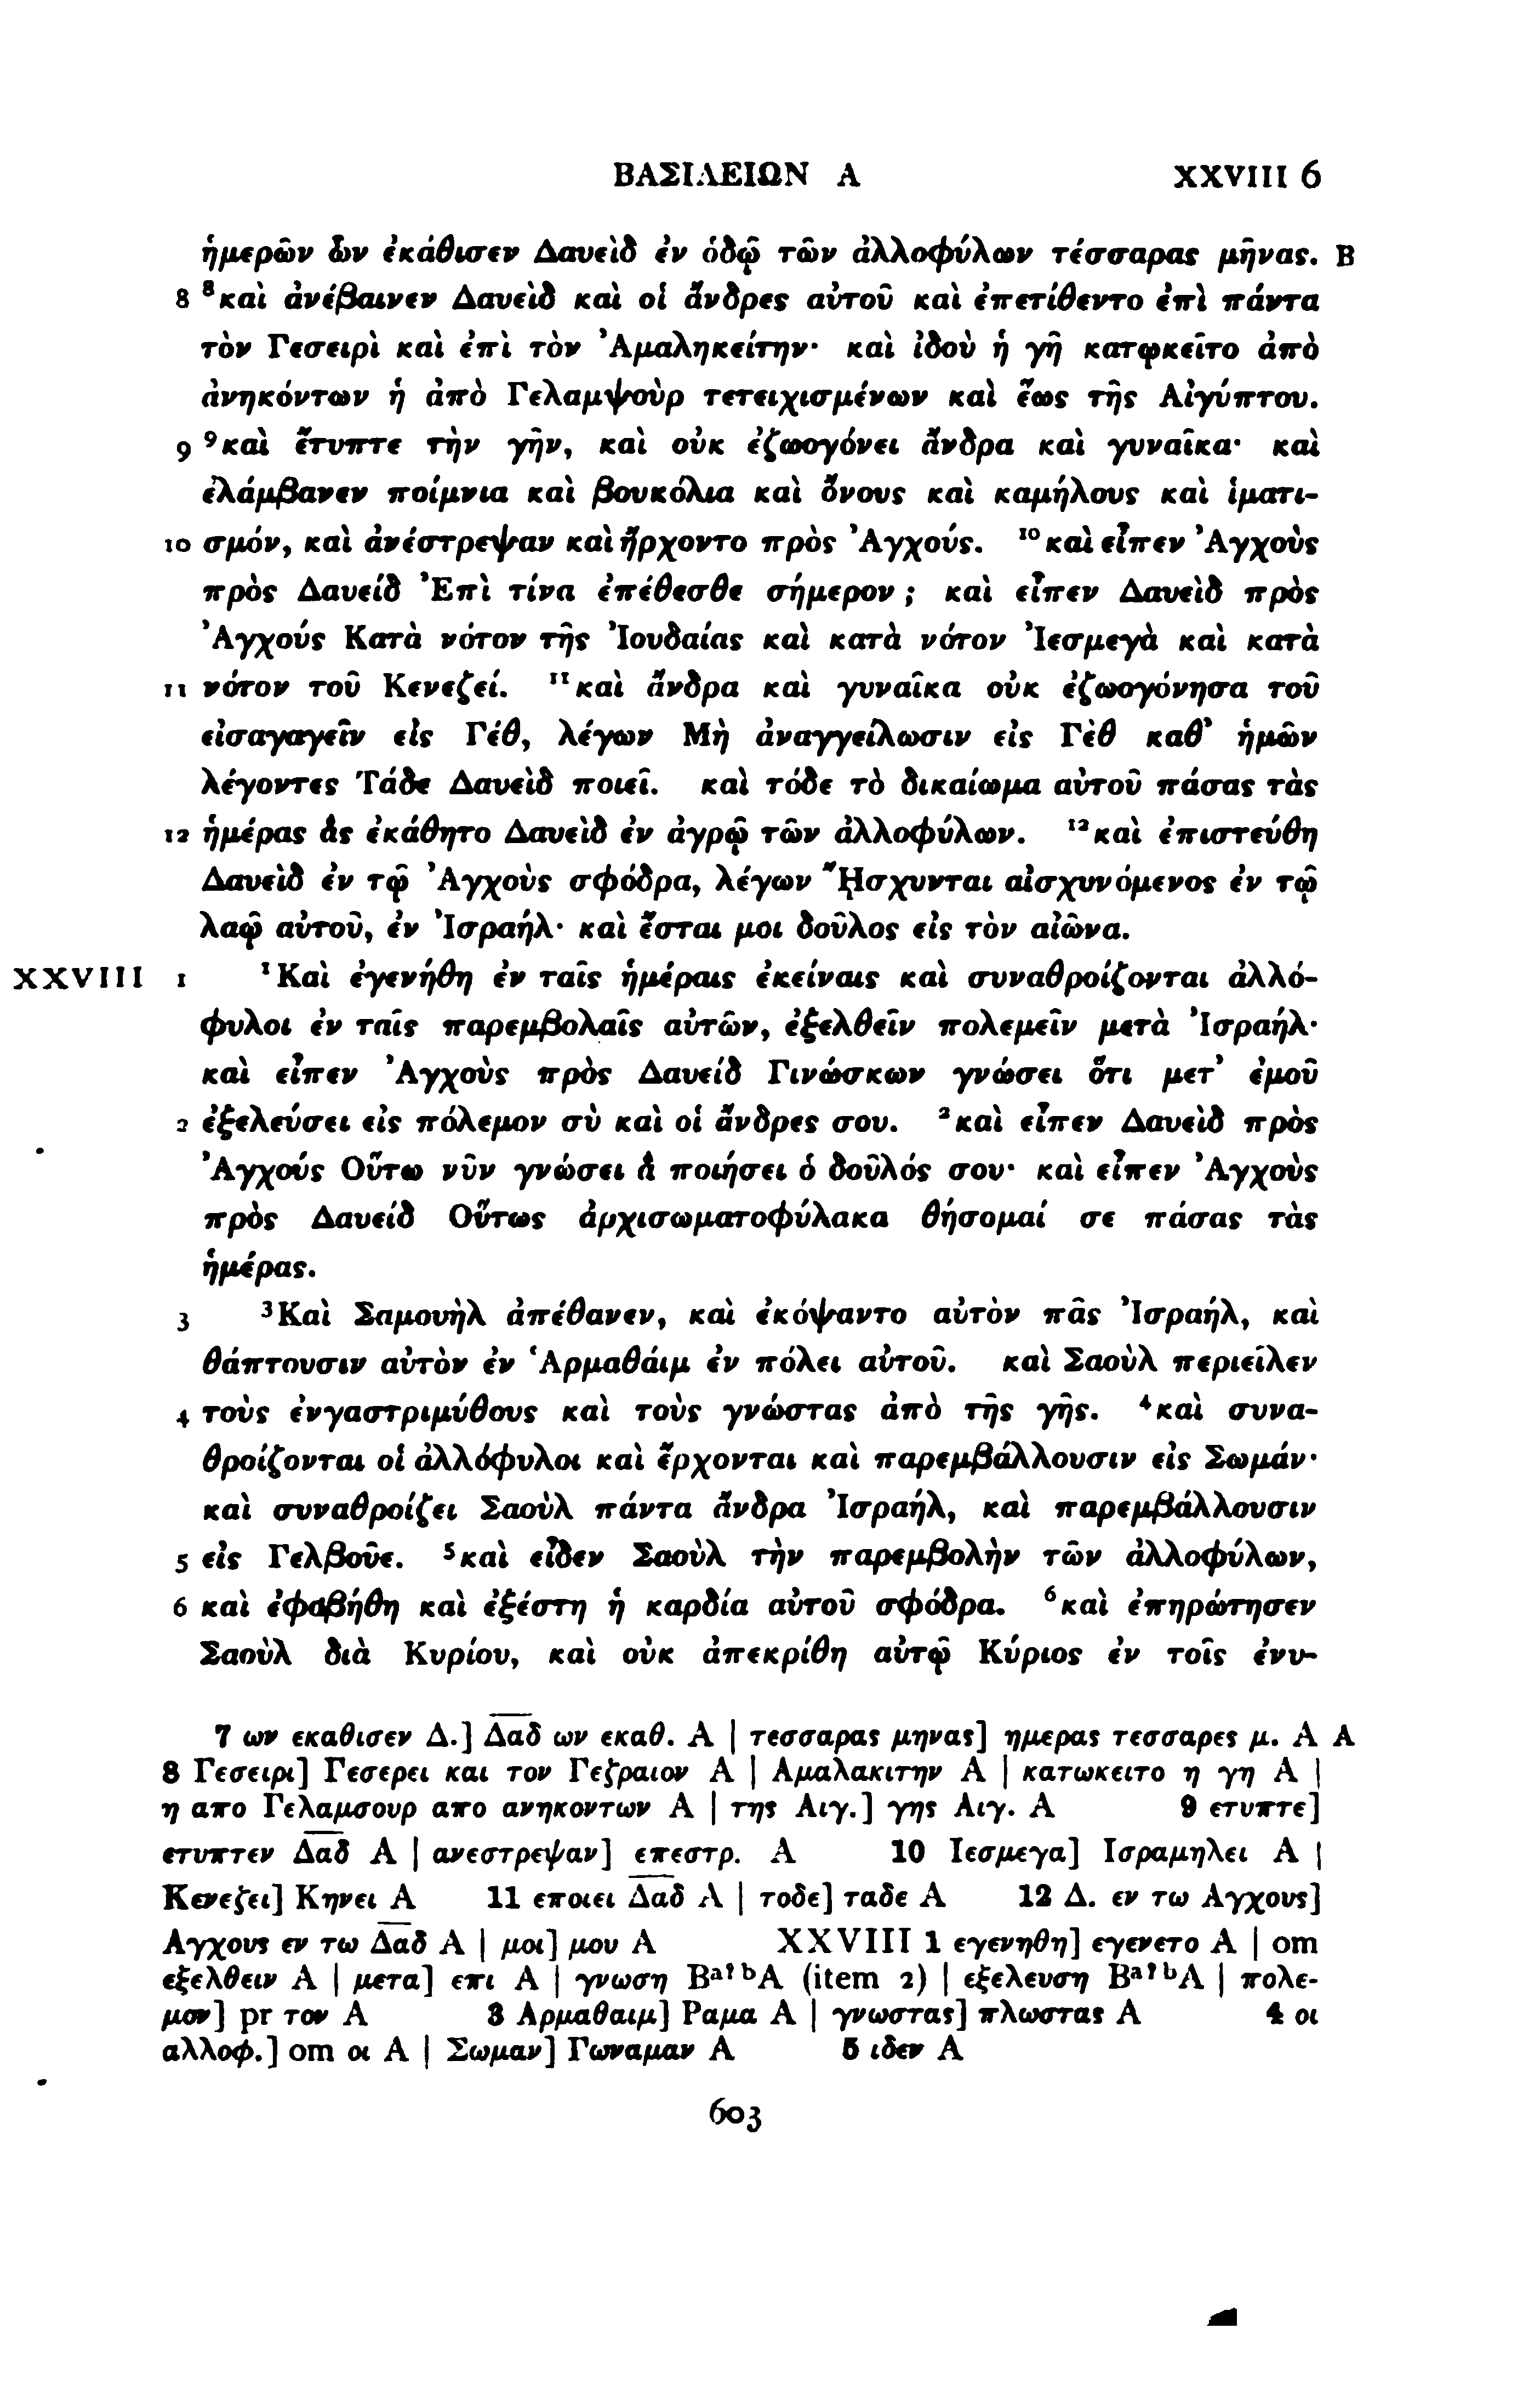 ΒΑΣΙΛΕΙΩΝ Α XXVIII 6
ἡμερῶν ὧν ἐκάθισεν Δαυεὶδ ἐν ὁδῷ τῶν ἀλλοφύλων τέσσαρας μῆνας. B
8 ⁸καὶ ἀνέβαινεν Δαυεὶδ καὶ οἱ ἄνδρες αὐτοῦ καὶ ἐπετίθεντο ἐπὶ πάντα
τὸν Γεσειρὶ καὶ ἐπὶ τὸν Ἀμαληκείτην· καὶ ἰδοὺ ἡ γῆ κατῳκεῖτο ἀπὸ
ἀνηκόντων ἡ ἀπὸ Γελαμψοὺρ τετειχισμένων καὶ ἕως τῆς Αἰγύπτου.
9 ⁹καὶ ἔτυπτε τὴν γῆν, καὶ οὐκ ἐζωογόνει ἄνδρα καὶ γυναῖκα· καὶ
ἐλάμβανεν ποίμνια καὶ βουκόλια καὶ ὄνους καὶ καμήλους καὶ ἱματι-
10 σμόν, καὶ ἀνέστρεψαν καὶ ἤρχοντο πρὸς Ἀγχούς. ¹⁰καὶ εἶπεν Ἀγχοὺς
πρὸς Δαυείδ Ἐπὶ τίνα ἐπέθεσθε σήμερον; καὶ εἶπεν Δαυεὶδ πρὸς
Ἀγχούς Κατὰ νότον τῆς Ἰουδαίας καὶ κατὰ νότον Ἰεσμεγὰ καὶ κατὰ
11 νότον τοῦ Κενεζεί. ¹¹καὶ ἄνδρα καὶ γυναῖκα οὐκ ἐζωογόνησα τοῦ
εἰσαγαγεῖν εἰς Γέθ, λέγων Μὴ ἀναγγείλωσιν εἰς Γὲθ καθ᾽ ἡμῶν
λέγοντες Τάδε Δαυεὶδ ποιεῖ. καὶ τόδε τὸ δικαίωμα αὐτοῦ πάσας τὰς
12 ἡμέρας ἃς ἐκάθητο Δαυεὶδ ἐν ἀγρῷ τῶν ἀλλοφύλων. ¹²καὶ ἐπιστεύθη
Δαυεὶδ ἐν τῷ Ἀγχοὺς σφόδρα, λέγων ᾜσχυνται αἰσχυνόμενος ἐν τῷ
λαῷ αὐτοῦ, ἐν Ἰσραήλ· καὶ ἔσται μοι δοῦλος εἰς τὸν αἰῶνα.
XXVIII 1 ¹Καὶ ἐγενήθη ἐν ταῖς ἡμέραις ἐκείναις καὶ συναθροίζονται ἀλλό-
φυλοι ἐν ταῖς παρεμβολαῖς αὐτῶν, ἐξελθεῖν πολεμεῖν μετὰ Ἰσραήλ·
καὶ εἶπεν Ἀγχοὺς πρὸς Δαυείδ Γινώσκων γνώσει ὅτι μετ᾽ ἐμοῦ
2 ἐξελεύσει εἰς πόλεμον σὺ καὶ οἱ ἄνδρες σου. ²καὶ εἶπεν Δαυεὶδ πρὸς
Ἀγχούς Οὕτω νῦν γνώσει ἃ ποιήσει ὁ δοῦλός σου· καὶ εἶπεν Ἀγχοὺς
πρὸς Δαυείδ Οὕτως ἀρχισωματοφύλακα θήσομαί σε πάσας τὰς
ἡμέρας.
3 ³Καὶ Σαμουὴλ ἀπέθανεν, καὶ ἐκόψαντο αὐτὸν πᾶς Ἰσραήλ, καὶ
θάπτουσιν αὐτὸν ἐν Ἁρμαθάιμ ἐν πόλει αὐτοῦ. καὶ Σαοὺλ περιεῖλεν
4 τοὺς ἐνγαστριμύθους καὶ τοὺς γνώστας ἀπὸ τῆς γῆς. ⁴καὶ συνα-
θροίζονται οἱ ἀλλόφυλοι καὶ ἔρχονται καὶ παρεμβάλλουσιν εἰς Σωμάν·
καὶ συναθροίζει Σαοὺλ πάντα ἄνδρα Ἰσραήλ, καὶ παρεμβάλλουσιν
5 εἰς Γελβοῦε. ⁵καὶ εἶδεν Σαοὺλ τὴν παρεμβολὴν τῶν ἀλλοφύλων,
6 καὶ ἐφοβήθη καὶ ἐξέστη ἡ καρδία αὐτοῦ σφόδρα. ⁶καὶ ἐπηρώτησεν
Σαοὺλ διὰ Κυρίου, καὶ οὐκ ἀπεκρίθη αὐτῷ Κύριος ἐν τοῖς ἐνυ-
7 ων εκαθισεν Δ.] Δ̅α̅δ̅ ων εκαθ. A | τεσσαρας μηνας] ημερας τεσσαρες μ. A A
8 Γεσειρι] Γεσερει και τον Γεζραιον A | Αμαλακιτην A | κατωκειτο η γη A |
η απο Γελαμσουρ απο ανηκοντων A | της Αιγ.] γης Αιγ. A 9 ετυπτε]
ετυπτεν Δ̅α̅δ̅ A | ανεστρεψαν] επεστρ. A 10 Ιεσμεγα] Ισραμηλει A |
Κενεζει] Κηνει A 11 εποιει Δ̅α̅δ̅ A | τοδε] ταδε A 12 Δ. εν τω Αγχους]
Αγχους εν τω Δ̅α̅δ̅ A | μοι] μου A XXVIII 1 εγενηθη] εγενετο A | om
εξελθειν A | μετα] επι A | γνωση Bᵃ?ᵇA (item 2) | εξελευση Bᵃ?ᵇA | πολε-
μον] pr τον A 3 Αρμαθαιμ] Ραμα A | γνωστας] πλωστας A 4 οι
αλλοφ.] om οι A | Σωμαν] Γωναμαν A 5 ιδεν A
603